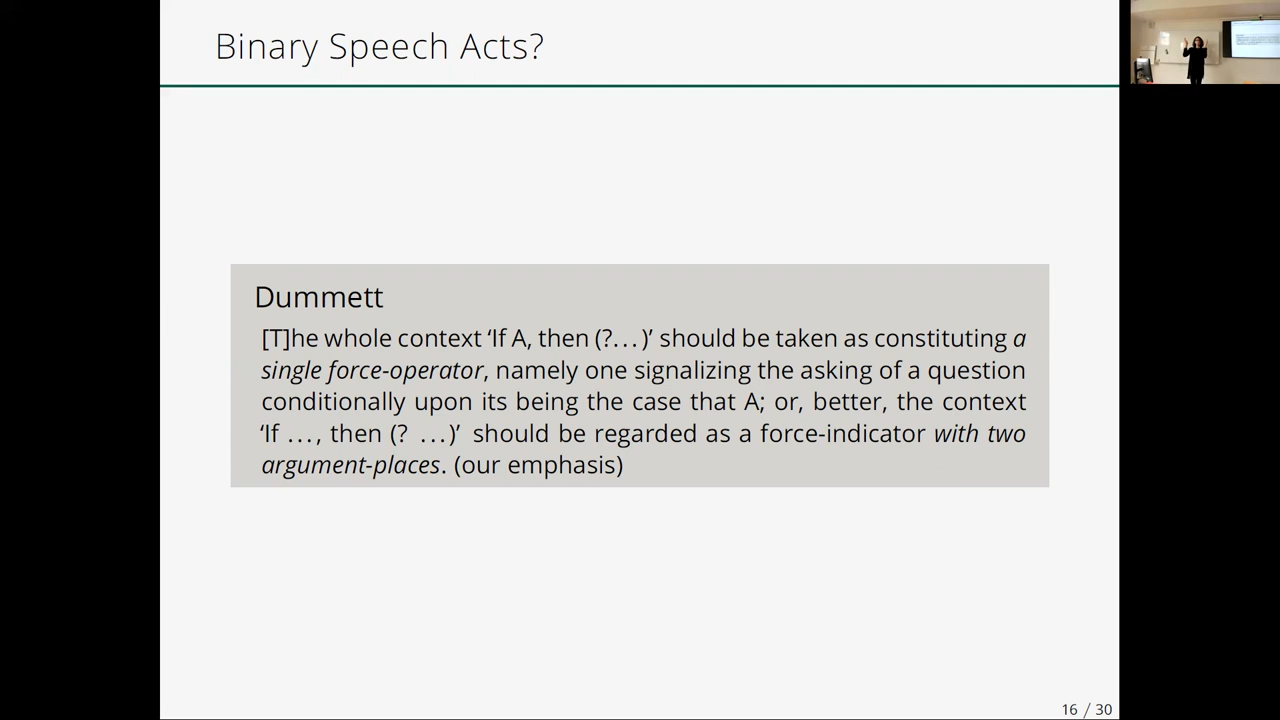 Binary Speech Acts?
Dummett
[T]he whole context ‘If A, then (?...)’ should be taken as constituting a
single force-operator, namely one signalizing the asking of a question
conditionally upon its being the case that A; or, better, the context
‘If ..., then (? ...)’ should be regarded as a force-indicator with two
argument-places. (our emphasis)
16 / 30